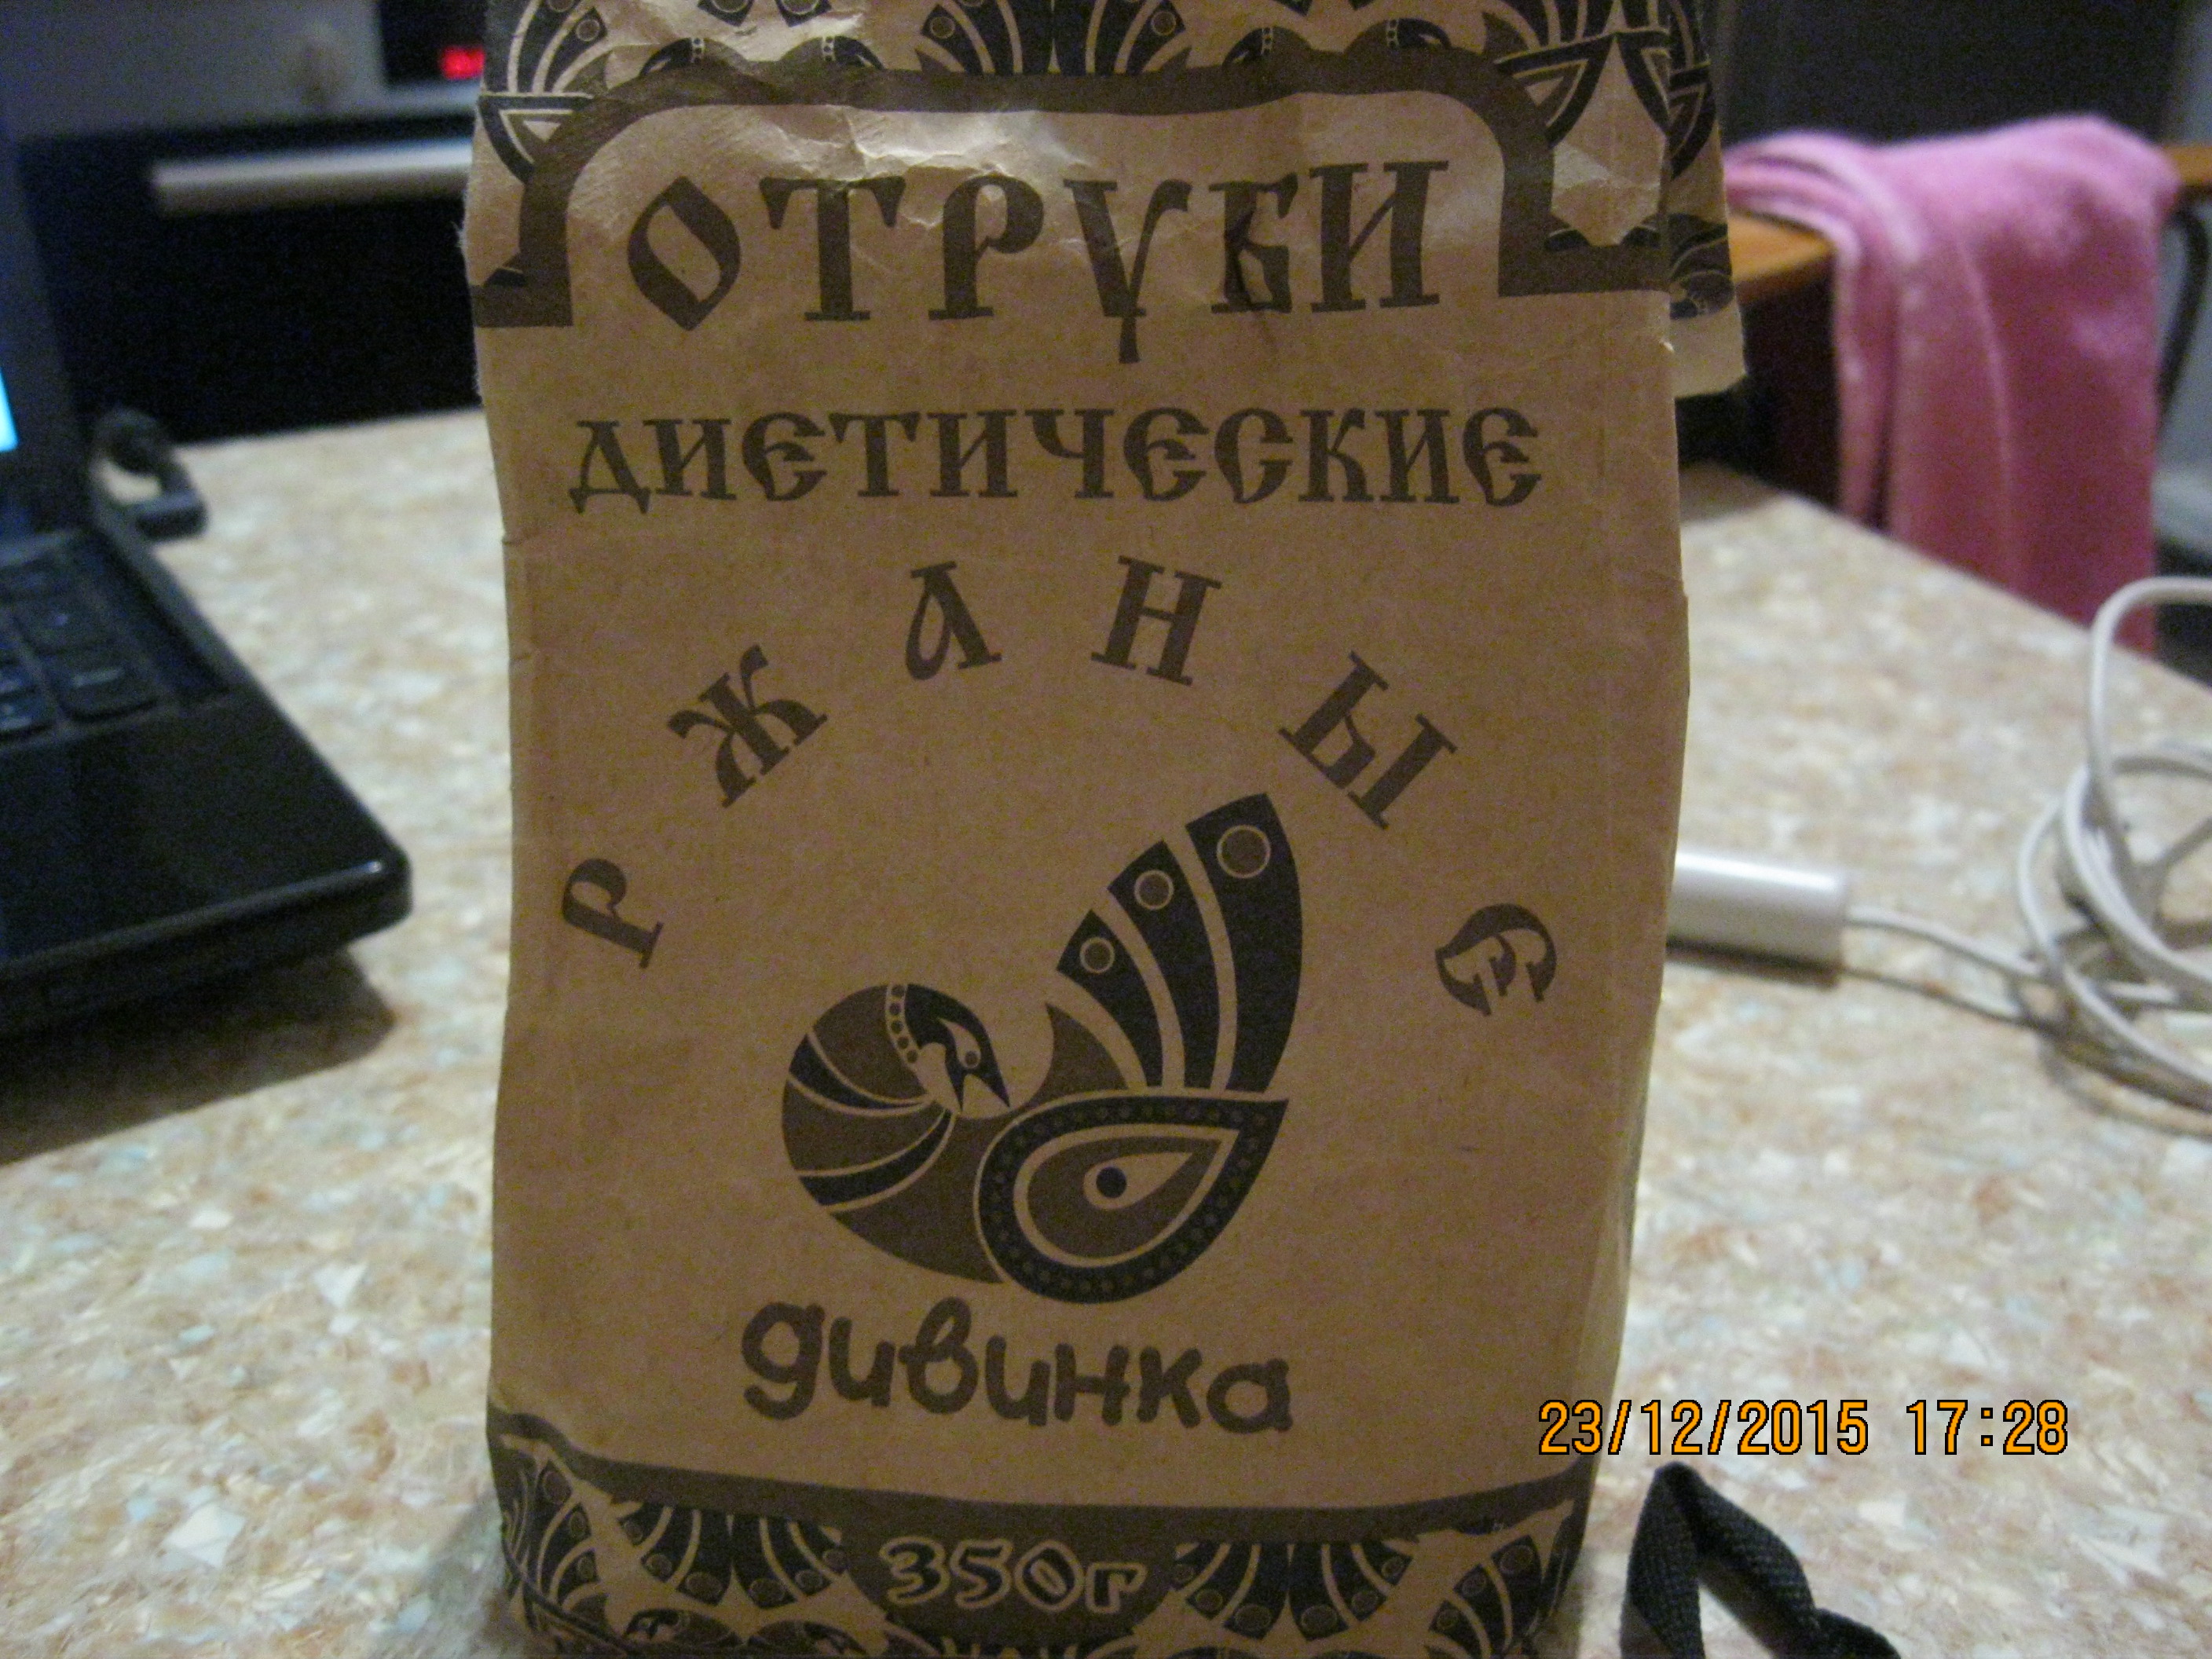 ОТРУБИ
ДИЕТИЧЕСКИЕ
РЖАНЫЕ
дивинка
23/12/2015 17:28
350г